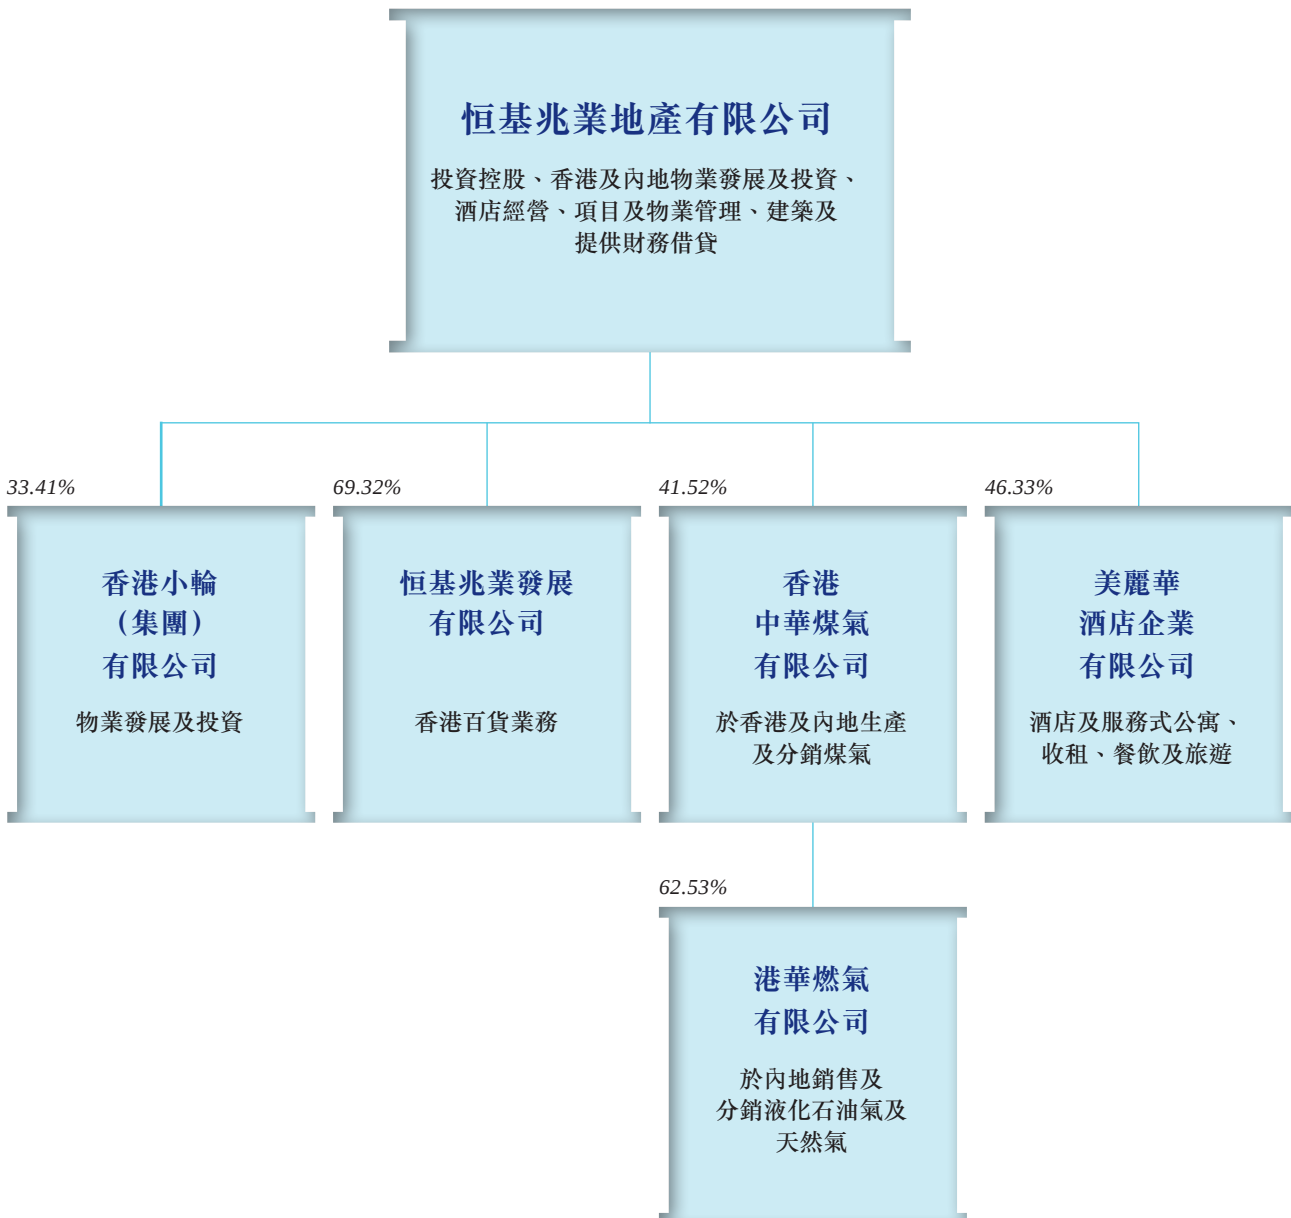 恒基兆業地產有限公司
投資控股、香港及內地物業發展及投資、
酒店經營、項目及物業管理、建築及
提供財務借貸
33.41%
香港小輪
（集團）
有限公司
物業發展及投資
69.32%
恒基兆業發展
有限公司
香港百貨業務
41.52%
香港
中華煤氣
有限公司
於香港及內地生產
及分銷煤氣
46.33%
美麗華
酒店企業
有限公司
酒店及服務式公寓、
收租、餐飲及旅遊
62.53%
港華燃氣
有限公司
於內地銷售及
分銷液化石油氣及
天然氣